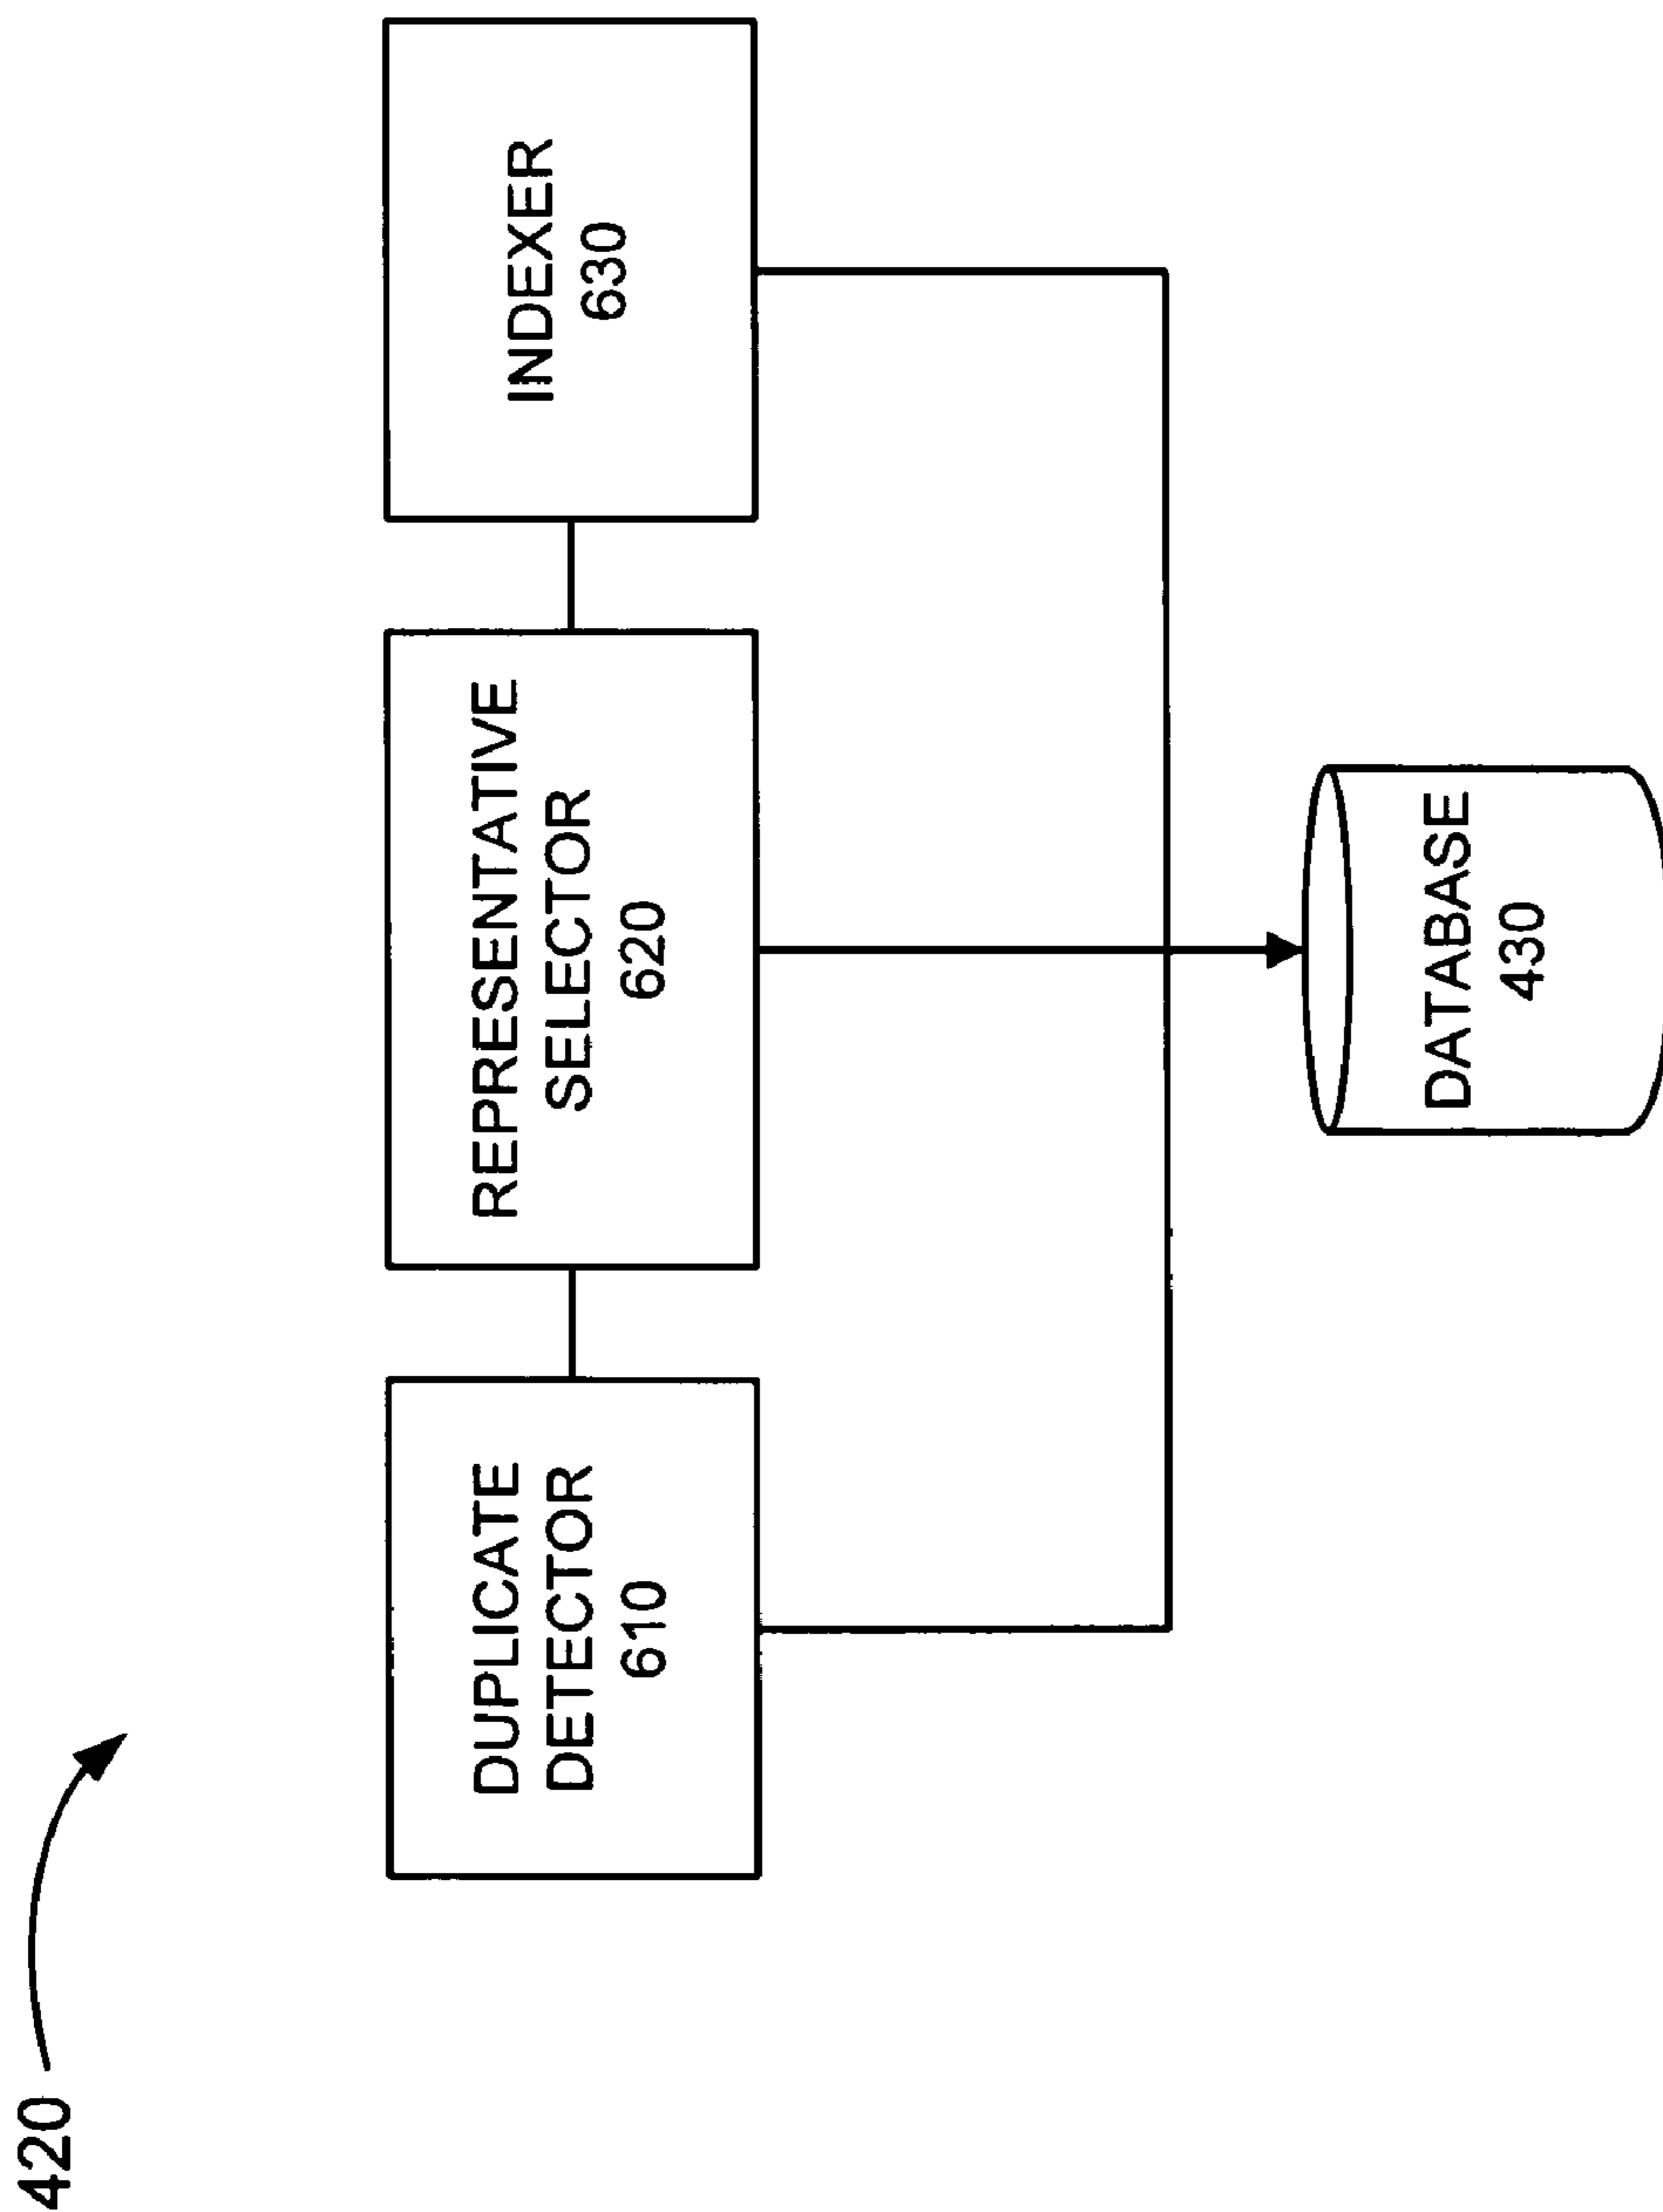 420
DUPLICATE
DETECTOR
610
REPRESENTATIVE
SELECTOR
620
INDEXER
630
DATABASE
430